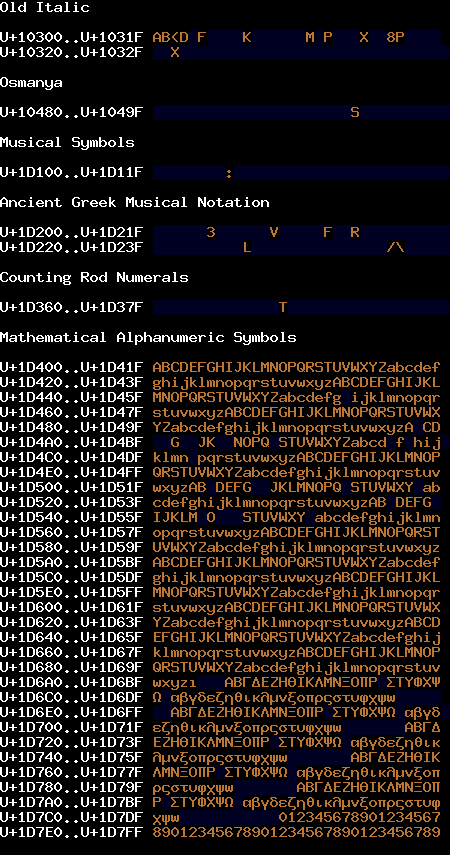 Old Italic
U+10300..U+1031F AB<D F    K      M P   X  8P
U+10320..U+1032F   X
Osmanya
U+10480..U+1049F                       S
Musical Symbols
U+1D100..U+1D11F         :
Ancient Greek Musical Notation
U+1D200..U+1D21F       3      V     F  R
U+1D220..U+1D23F           L               /\
Counting Rod Numerals
U+1D360..U+1D37F               T
Mathematical Alphanumeric Symbols
U+1D400..U+1D41F ABCDEFGHIJKLMNOPQRSTUVWXYZabcdef
U+1D420..U+1D43F ghijklmnopqrstuvwxyzABCDEFGHIJKL
U+1D440..U+1D45F MNOPQRSTUVWXYZabcdefg ijklmnopqr
U+1D460..U+1D47F stuvwxyzABCDEFGHIJKLMNOPQRSTUVWX
U+1D480..U+1D49F YZabcdefghijklmnopqrstuvwxyzA CD
U+1D4A0..U+1D4BF   G  JK  NOPQ STUVWXYZabcd f hij
U+1D4C0..U+1D4DF klmn pqrstuvwxyzABCDEFGHIJKLMNOP
U+1D4E0..U+1D4FF QRSTUVWXYZabcdefghijklmnopqrstuv
U+1D500..U+1D51F wxyzAB DEFG  JKLMNOPQ STUVWXY ab
U+1D520..U+1D53F cdefghijklmnopqrstuvwxyzAB DEFG
U+1D540..U+1D55F IJKLM O   STUVWXY abcdefghijklmn
U+1D560..U+1D57F opqrstuvwxyzABCDEFGHIJKLMNOPQRST
U+1D580..U+1D59F UVWXYZabcdefghijklmnopqrstuvwxyz
U+1D5A0..U+1D5BF ABCDEFGHIJKLMNOPQRSTUVWXYZabcdef
U+1D5C0..U+1D5DF ghijklmnopqrstuvwxyzABCDEFGHIJKL
U+1D5E0..U+1D5FF MNOPQRSTUVWXYZabcdefghijklmnopqr
U+1D600..U+1D61F stuvwxyzABCDEFGHIJKLMNOPQRSTUVWX
U+1D620..U+1D63F YZabcdefghijklmnopqrstuvwxyzABCD
U+1D640..U+1D65F EFGHIJKLMNOPQRSTUVWXYZabcdefghij
U+1D660..U+1D67F klmnopqrstuvwxyzABCDEFGHIJKLMNOP
U+1D680..U+1D69F QRSTUVWXYZabcdefghijklmnopqrstuv
U+1D6A0..U+1D6BF wxyzı   ΑΒΓΔΕΖΗΘΙΚΛΜΝΞΟΠΡ ΣΤΥΦΧΨ
U+1D6C0..U+1D6DF Ω αβγδεζηθικλμνξοπρςστυφχψω
U+1D6E0..U+1D6FF   ΑΒΓΔΕΖΗΘΙΚΛΜΝΞΟΠΡ ΣΤΥΦΧΨΩ αβγδ
U+1D700..U+1D71F εζηθικλμνξοπρςστυφχψω       ΑΒΓΔ
U+1D720..U+1D73F ΕΖΗΘΙΚΛΜΝΞΟΠΡ ΣΤΥΦΧΨΩ αβγδεζηθικ
U+1D740..U+1D75F λμνξοπρςστυφχψω       ΑΒΓΔΕΖΗΘΙΚ
U+1D760..U+1D77F ΛΜΝΞΟΠΡ ΣΤΥΦΧΨΩ αβγδεζηθικλμνξοπ
U+1D780..U+1D79F ρςστυφχψω       ΑΒΓΔΕΖΗΘΙΚΛΜΝΞΟΠ
U+1D7A0..U+1D7BF Ρ ΣΤΥΦΧΨΩ αβγδεζηθικλμνξοπρςστυφ
U+1D7C0..U+1D7DF χψω           012345678901234567
U+1D7E0..U+1D7FF 89012345678901234567890123456789